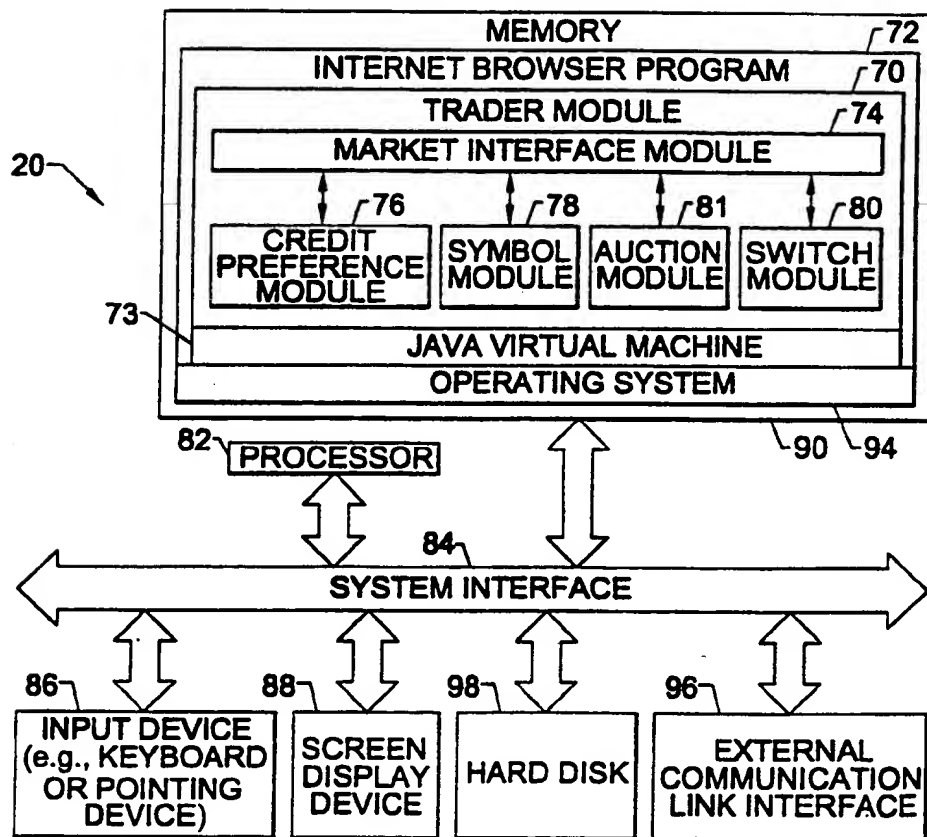 MEMORY
72
INTERNET BROWSER PROGRAM
70
TRADER MODULE
74
MARKET INTERFACE MODULE
20
76
78
81
80
CREDIT
PREFERENCE
MODULE
SYMBOL
MODULE
AUCTION
MODULE
SWITCH
MODULE
73
JAVA VIRTUAL MACHINE
OPERATING SYSTEM
82
PROCESSOR
90
94
84
SYSTEM INTERFACE
86
INPUT DEVICE
(e.g., KEYBOARD
OR POINTING
DEVICE)
88
SCREEN
DISPLAY
DEVICE
98
HARD DISK
96
EXTERNAL
COMMUNICATION
LINK INTERFACE